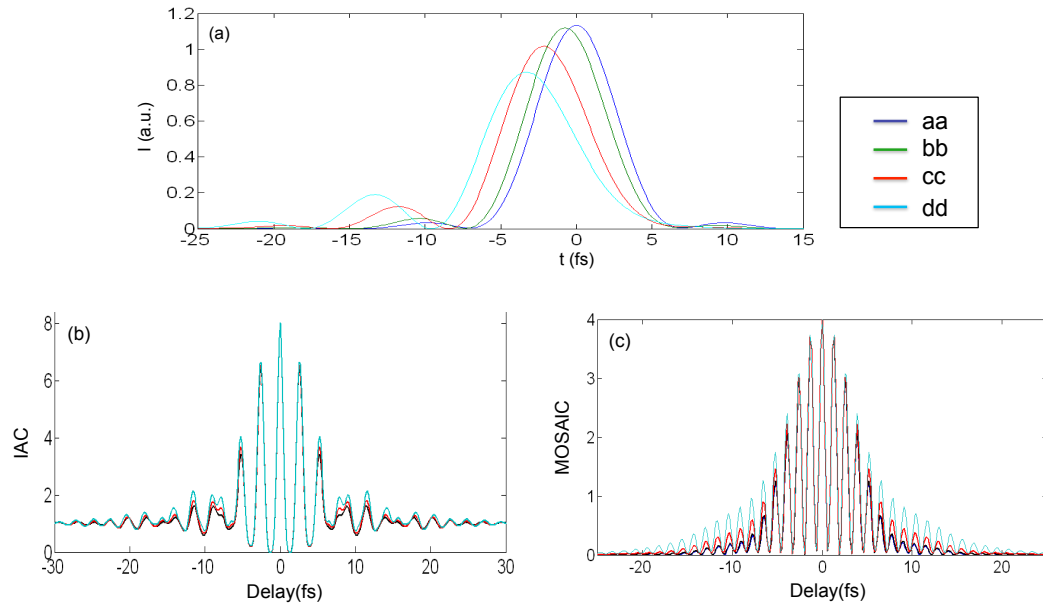 (a)
I (a.u.)
1.2
1
0.8
0.6
0.4
0.2
0
-25 -20 -15 -10 -5 0 5 10 15
t (fs)
aa
bb
cc
dd
(b)
IAC
8
6
4
2
0
-30 -20 -10 0 10 20 30
Delay(fs)
(c)
MOSAIC
4
3
2
1
0
-20 -10 0 10 20
Delay(fs)